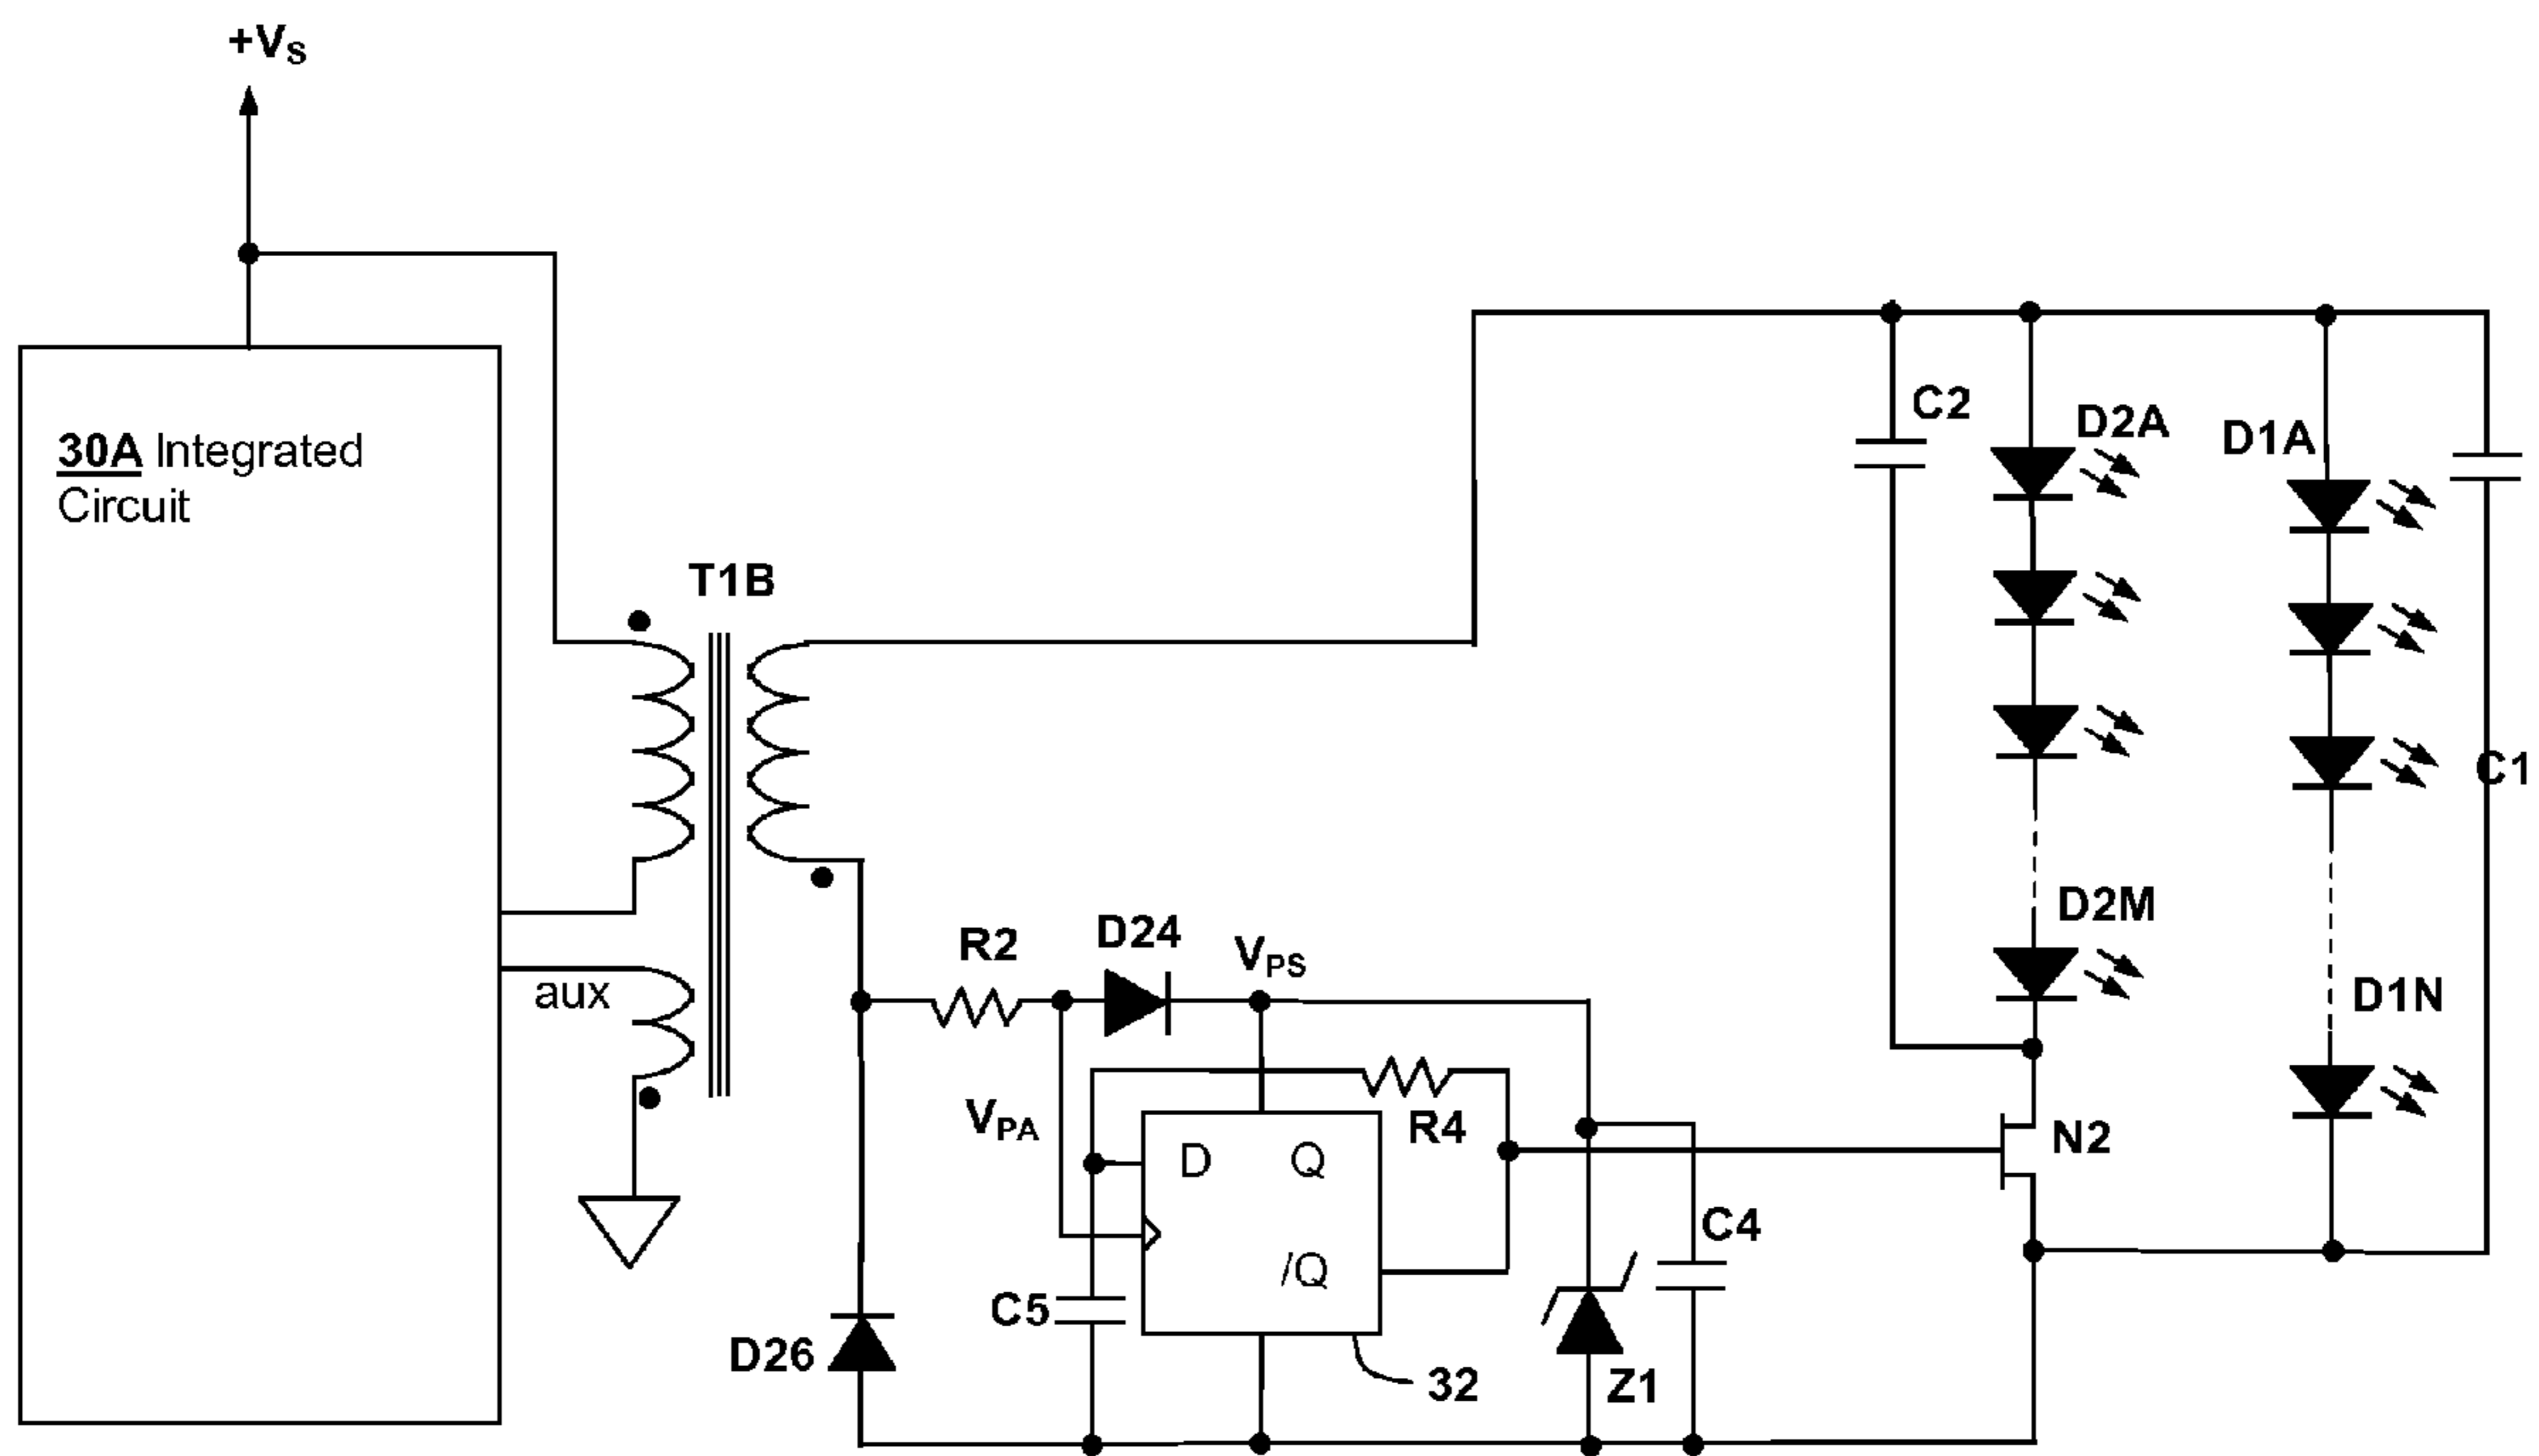 +VS
30A Integrated
Circuit
T1B
aux
R2
D24
VPS
VPA
R4
D Q
/Q
C5
D26
32
Z1
C4
C2
D2A
D1A
D2M
D1N
C1
N2